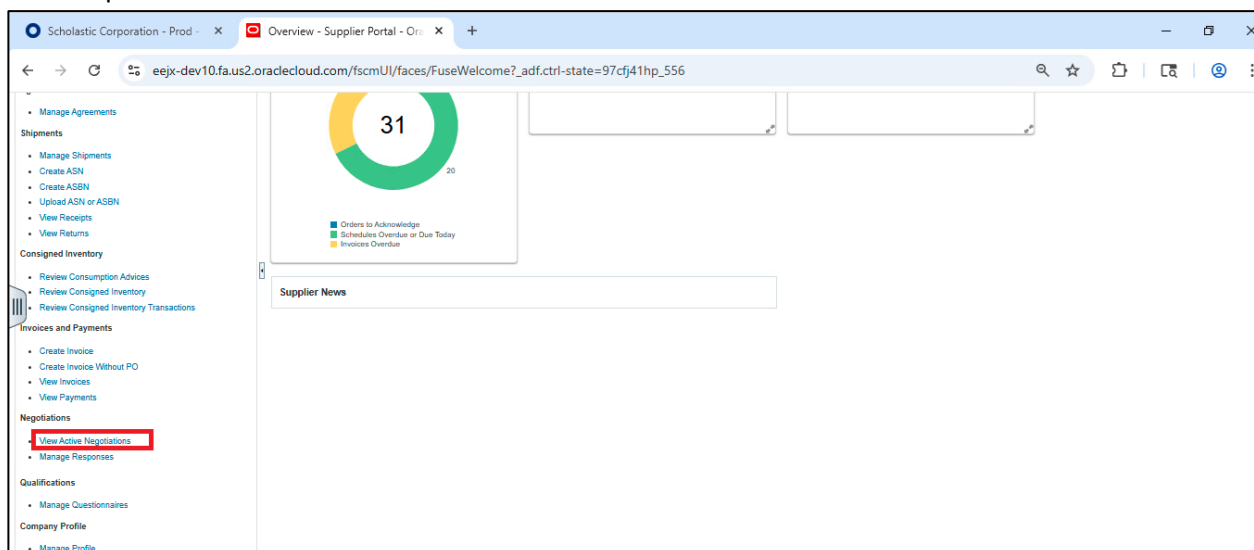 Scholastic Corporation - Prod -
Overview - Supplier Portal - Ora
eejx-dev10.fa.us2.oraclecloud.com/fscmUI/faces/FuseWelcome?_adf.ctrl-state=97cfj41hp_556
Manage Agreements
Shipments
Manage Shipments
Create ASN
Create ASBN
Upload ASN or ASBN
View Receipts
View Returns
Consigned Inventory
Review Consumption Advices
Review Consigned Inventory
Review Consigned Inventory Transactions
Invoices and Payments
Create Invoice
Create Invoice Without PO
View Invoices
View Payments
Negotiations
View Active Negotiations
Manage Responses
Qualifications
Manage Questionnaires
Company Profile
Manage Profile
31
20
Orders to Acknowledge
Schedules Overdue or Due Today
Invoices Overdue
Supplier News